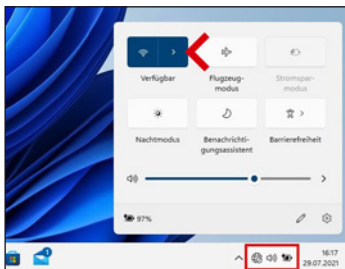 Verfügbar
Flugzeug-
modus
Stromspar-
modus
Nachtmodus
Benachrichti-
gungsassistent
Barrierefreiheit
97%
16:17
29.07.2021